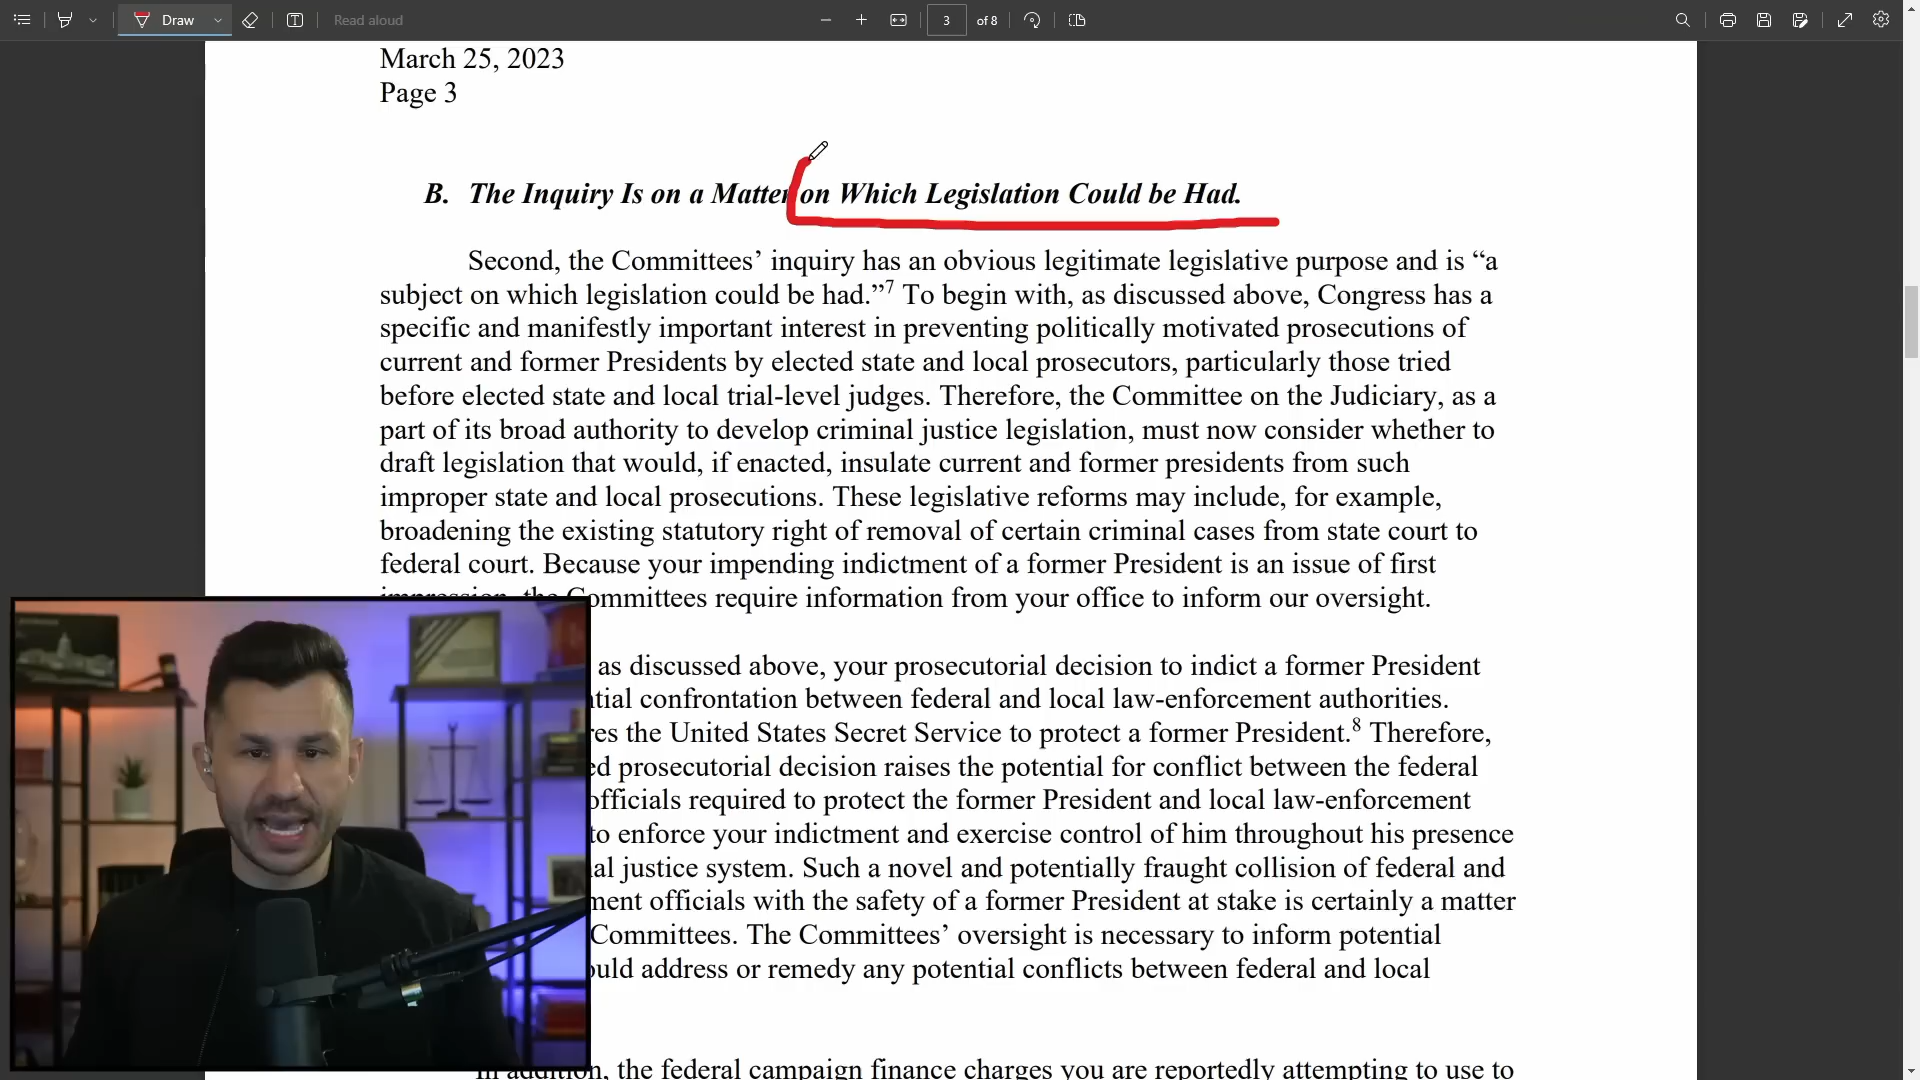 Draw
Read aloud
3
of 8
March 25, 2023
Page 3
B. The Inquiry Is on a Matter on Which Legislation Could be Had.
Second, the Committees’ inquiry has an obvious legitimate legislative purpose and is “a
subject on which legislation could be had.”7 To begin with, as discussed above, Congress has a
specific and manifestly important interest in preventing politically motivated prosecutions of
current and former Presidents by elected state and local prosecutors, particularly those tried
before elected state and local trial-level judges. Therefore, the Committee on the Judiciary, as a
part of its broad authority to develop criminal justice legislation, must now consider whether to
draft legislation that would, if enacted, insulate current and former presidents from such
improper state and local prosecutions. These legislative reforms may include, for example,
broadening the existing statutory right of removal of certain criminal cases from state court to
federal court. Because your impending indictment of a former President is an issue of first
impression, the Committees require information from your office to inform our oversight.
as discussed above, your prosecutorial decision to indict a former President
tial confrontation between federal and local law-enforcement authorities.
res the United States Secret Service to protect a former President.8 Therefore,
ed prosecutorial decision raises the potential for conflict between the federal
officials required to protect the former President and local law-enforcement
to enforce your indictment and exercise control of him throughout his presence
al justice system. Such a novel and potentially fraught collision of federal and
ment officials with the safety of a former President at stake is certainly a matter
Committees. The Committees’ oversight is necessary to inform potential
ould address or remedy any potential conflicts between federal and local
In addition, the federal campaign finance charges you are reportedly attempting to use to